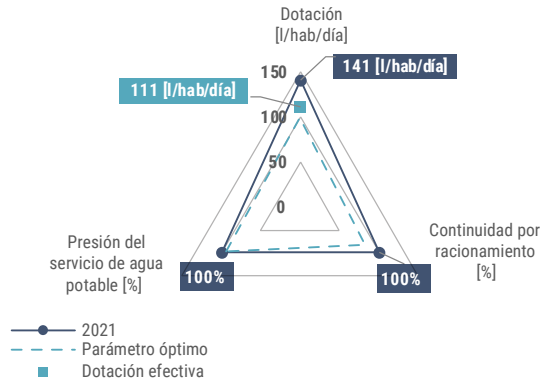 Dotación
[l/hab/día]
150
141 [l/hab/día]
111 [l/hab/día]
100
50
0
Presión del
servicio de agua
potable [%]
Continuidad por
racionamiento
[%]
100%
100%
2021
Parámetro óptimo
Dotación efectiva